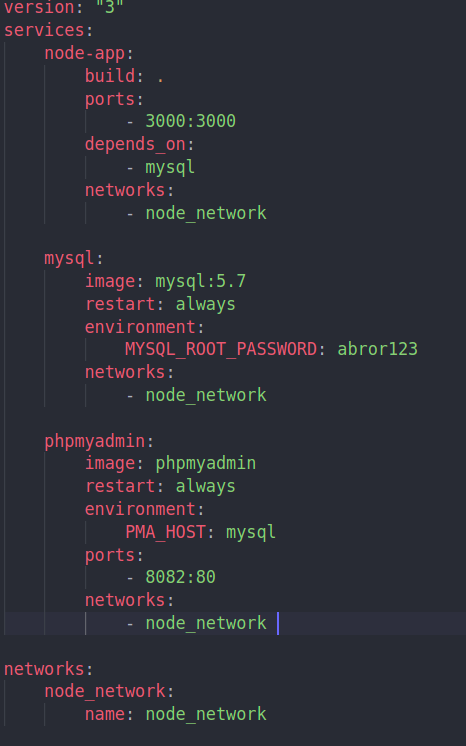 version: "3"
services:
    node-app:
        build: .
        ports:
            - 3000:3000
        depends_on:
            - mysql
        networks:
            - node_network
    mysql:
        image: mysql:5.7
        restart: always
        environment:
            MYSQL_ROOT_PASSWORD: abror123
        networks:
            - node_network
    phpmyadmin:
        image: phpmyadmin
        restart: always
        environment:
            PMA_HOST: mysql
        ports:
            - 8082:80
        networks:
            - node_network
networks:
    node_network:
        name: node_network